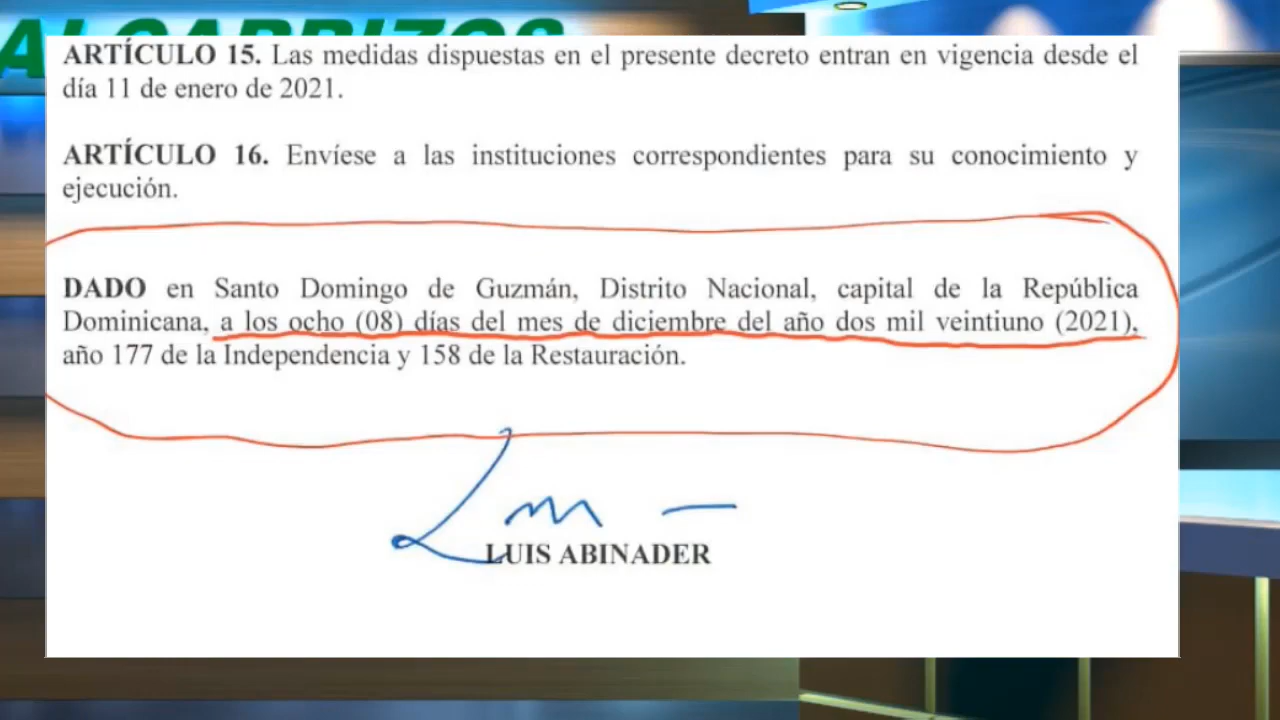 ALCARRIZOS
ARTÍCULO 15. Las medidas dispuestas en el presente decreto entran en vigencia desde el
día 11 de enero de 2021.
ARTÍCULO 16. Envíese a las instituciones correspondientes para su conocimiento y
ejecución.
DADO en Santo Domingo de Guzmán, Distrito Nacional, capital de la República
Dominicana, a los ocho (08) días del mes de diciembre del año dos mil veintiuno (2021),
año 177 de la Independencia y 158 de la Restauración.
LUIS ABINADER